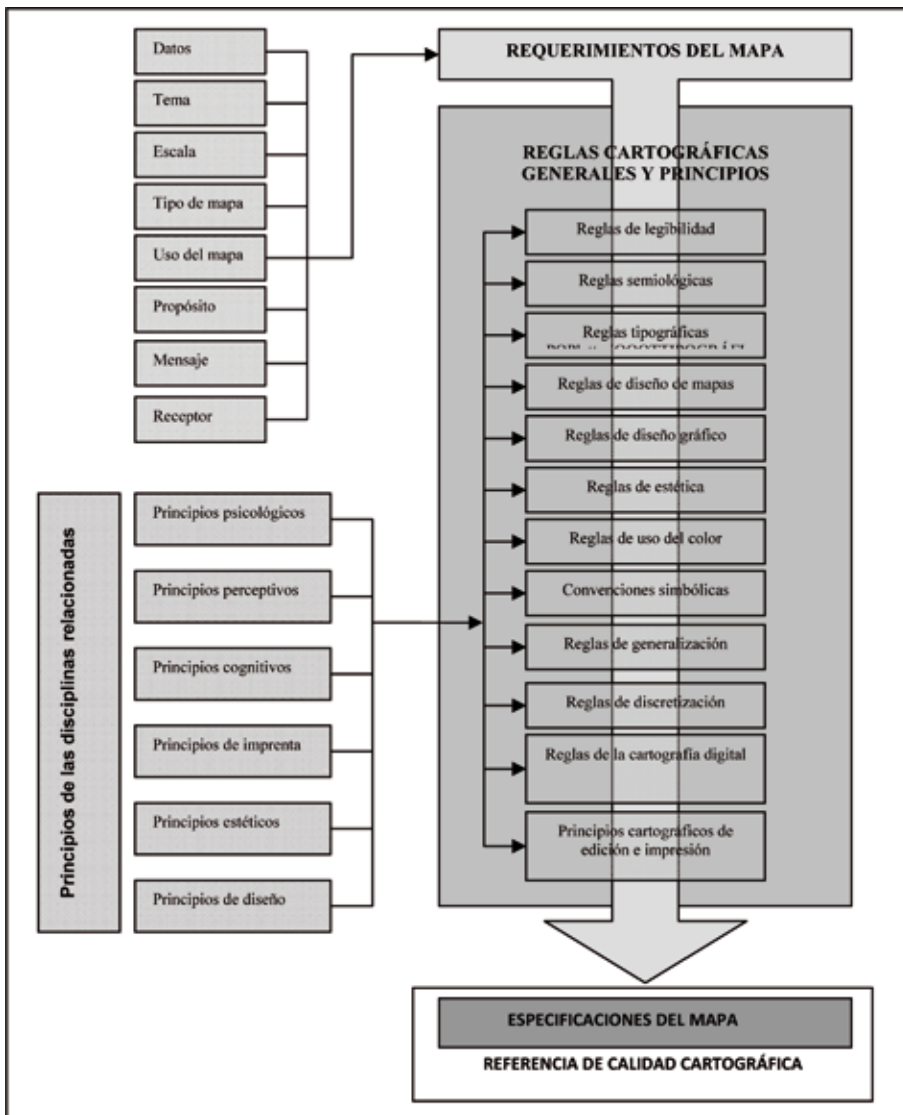 Datos
Tema
Escala
Tipo de mapa
Uso del mapa
Propósito
Mensaje
Receptor
Principios de las disciplinas relacionadas
Principios psicológicos
Principios perceptivos
Principios cognitivos
Principios de imprenta
Principios estéticos
Principios de diseño
REQUERIMIENTOS DEL MAPA
REGLAS CARTOGRÁFICAS
GENERALES Y PRINCIPIOS
Reglas de legibilidad
Reglas semiológicas
Reglas tipográficas
Reglas de diseño de mapas
Reglas de diseño gráfico
Reglas de estética
Reglas de uso del color
Convenciones simbólicas
Reglas de generalización
Reglas de discretización
Reglas de la cartografía digital
Principios cartográficos de
edición e impresión
ESPECIFICACIONES DEL MAPA
REFERENCIA DE CALIDAD CARTOGRÁFICA